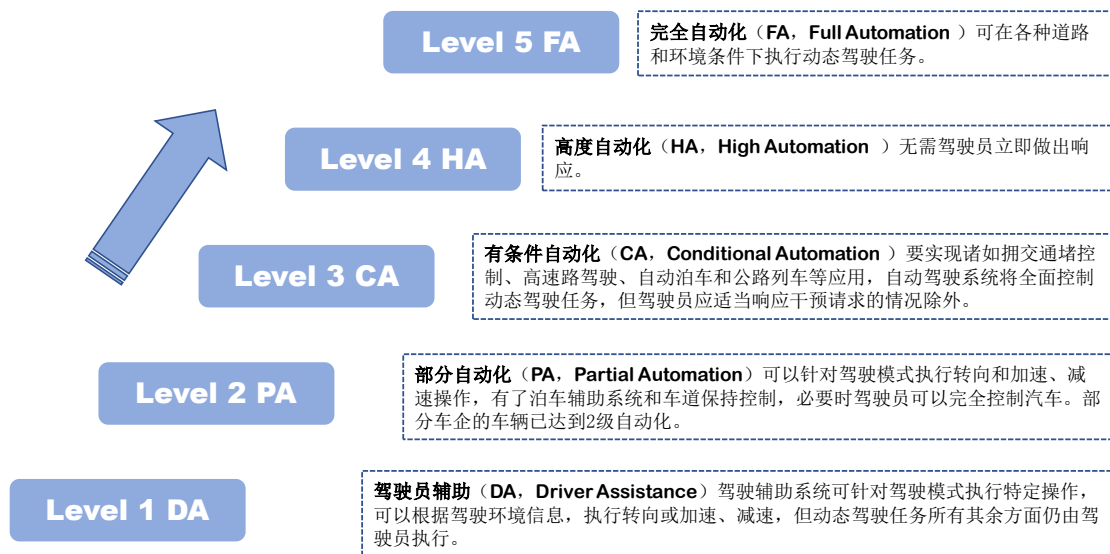 Level 5 FA
完全自动化（FA，Full Automation ）可在各种道路
和环境条件下执行动态驾驶任务。
Level 4 HA
高度自动化（HA，High Automation ）无需驾驶员立即做出响
应。
Level 3 CA
有条件自动化（CA，Conditional Automation ）要实现诸如拥交通堵控
制、高速路驾驶、自动泊车和公路列车等应用，自动驾驶系统将全面控制
动态驾驶任务，但驾驶员应适当响应干预请求的情况除外。
Level 2 PA
部分自动化（PA，Partial Automation）可以针对驾驶模式执行转向和加速、减
速操作，有了泊车辅助系统和车道保持控制，必要时驾驶员可以完全控制汽车。部
分车企的车辆已达到2级自动化。
Level 1 DA
驾驶员辅助（DA，Driver Assistance）驾驶辅助系统可针对驾驶模式执行特定操作，
可以根据驾驶环境信息，执行转向或加速、减速，但动态驾驶任务所有其余方面仍由驾
驶员执行。